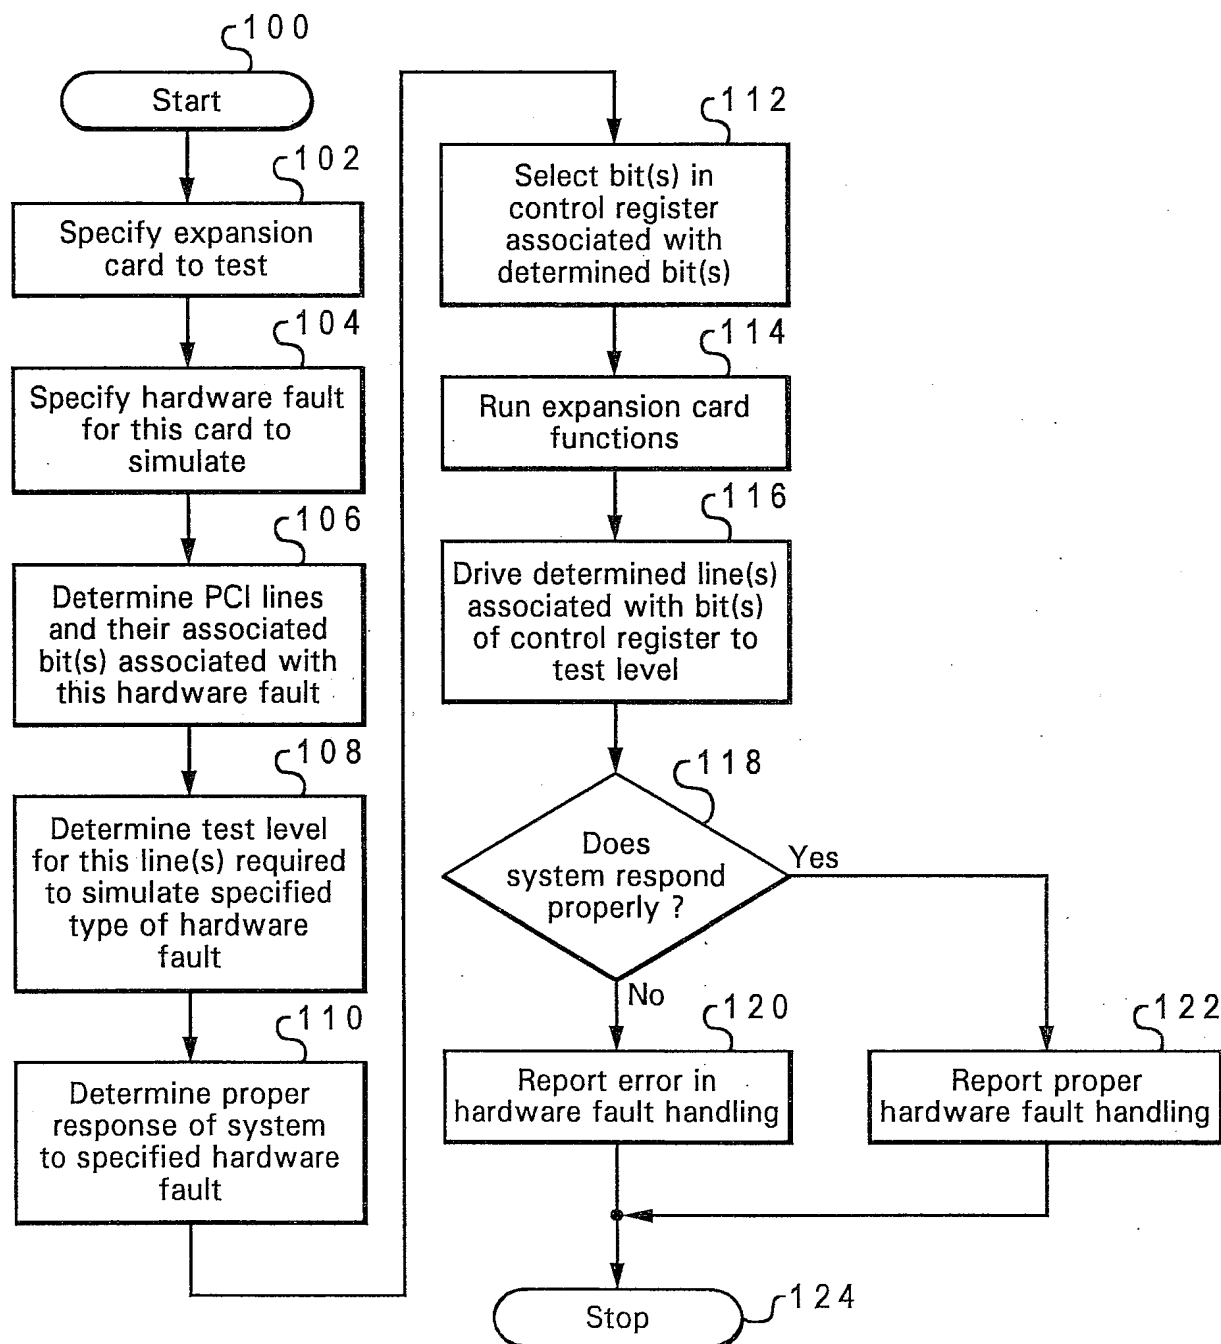 100
Start
102
Specify expansion
card to test
104
Specify hardware fault
for this card to
simulate
106
Determine PCI lines
and their associated
bit(s) associated with
this hardware fault
108
Determine test level
for this line(s) required
to simulate specified
type of hardware
fault
110
Determine proper
response of system
to specified hardware
fault
112
Select bit(s) in
control register
associated with
determined bit(s)
114
Run expansion card
functions
116
Drive determined line(s)
associated with bit(s)
of control register to
test level
118
Does
system respond
properly ?
Yes
No
120
Report error in
hardware fault handling
122
Report proper
hardware fault handling
Stop
124